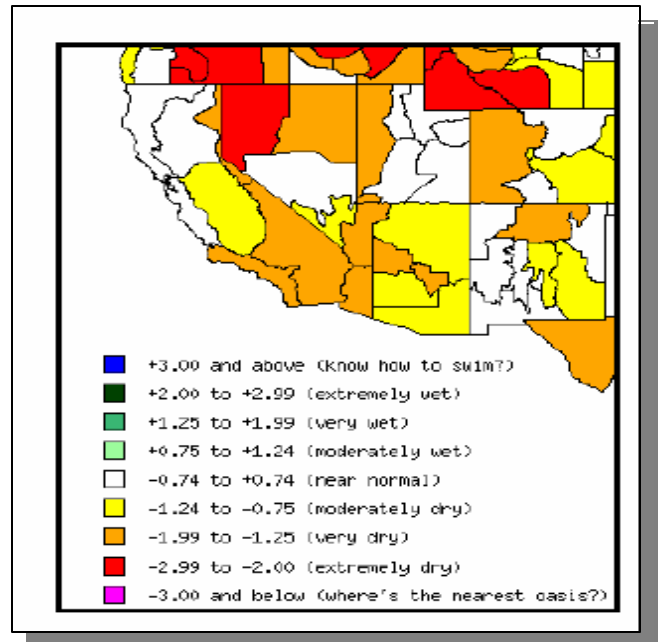 +3.00 and above (know how to swim?)
+2.00 to +2.99 (extremely wet)
+1.25 to +1.99 (very wet)
+0.75 to +1.24 (moderately wet)
-0.74 to +0.74 (near normal)
-1.24 to -0.75 (moderately dry)
-1.99 to -1.25 (very dry)
-2.99 to -2.00 (extremely dry)
-3.00 and below (where's the nearest oasis?)